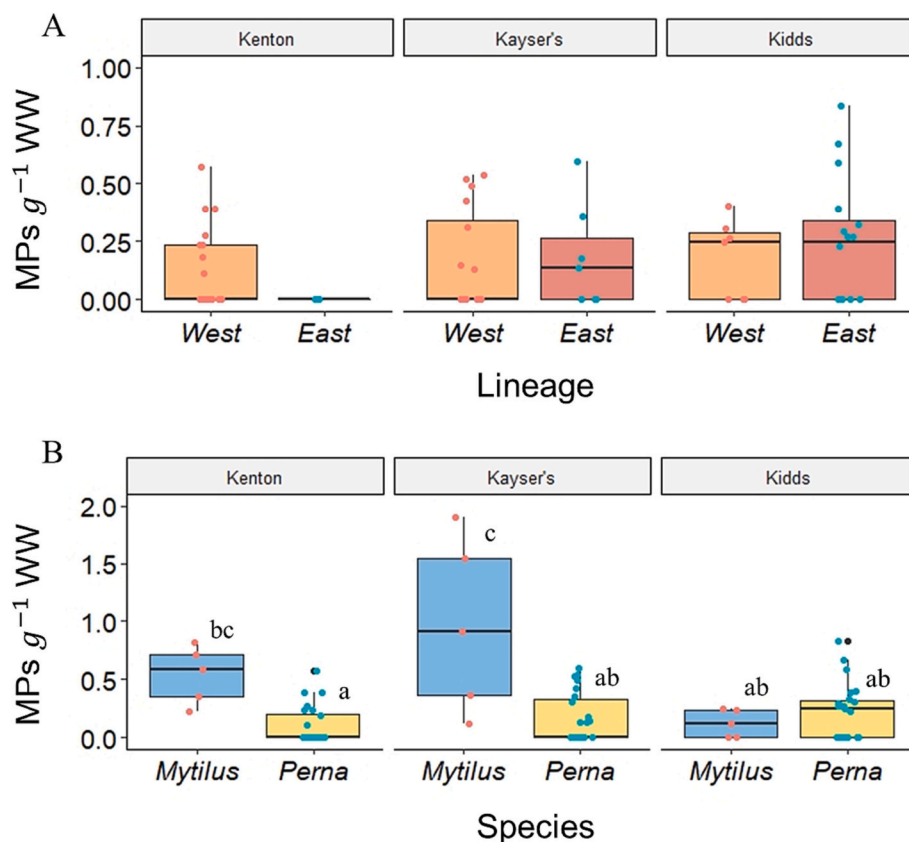 A
Kenton Kayser's Kidds
MPs g⁻¹ WW
1.00
0.75
0.50
0.25
0.00
West East West East West East
Lineage
B
Kenton Kayser's Kidds
MPs g⁻¹ WW
2.0
1.5
1.0
0.5
0.0
bc
a
c
ab
ab
ab
Mytilus Perna Mytilus Perna Mytilus Perna
Species